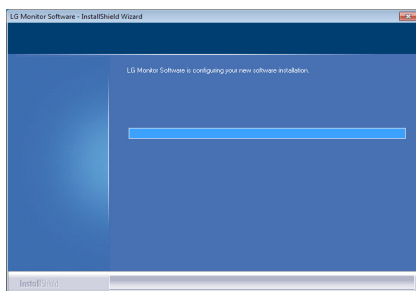 LG Monitor Software - InstallShield Wizard
LG Monitor Software is configuring your new software installation.
InstallShield